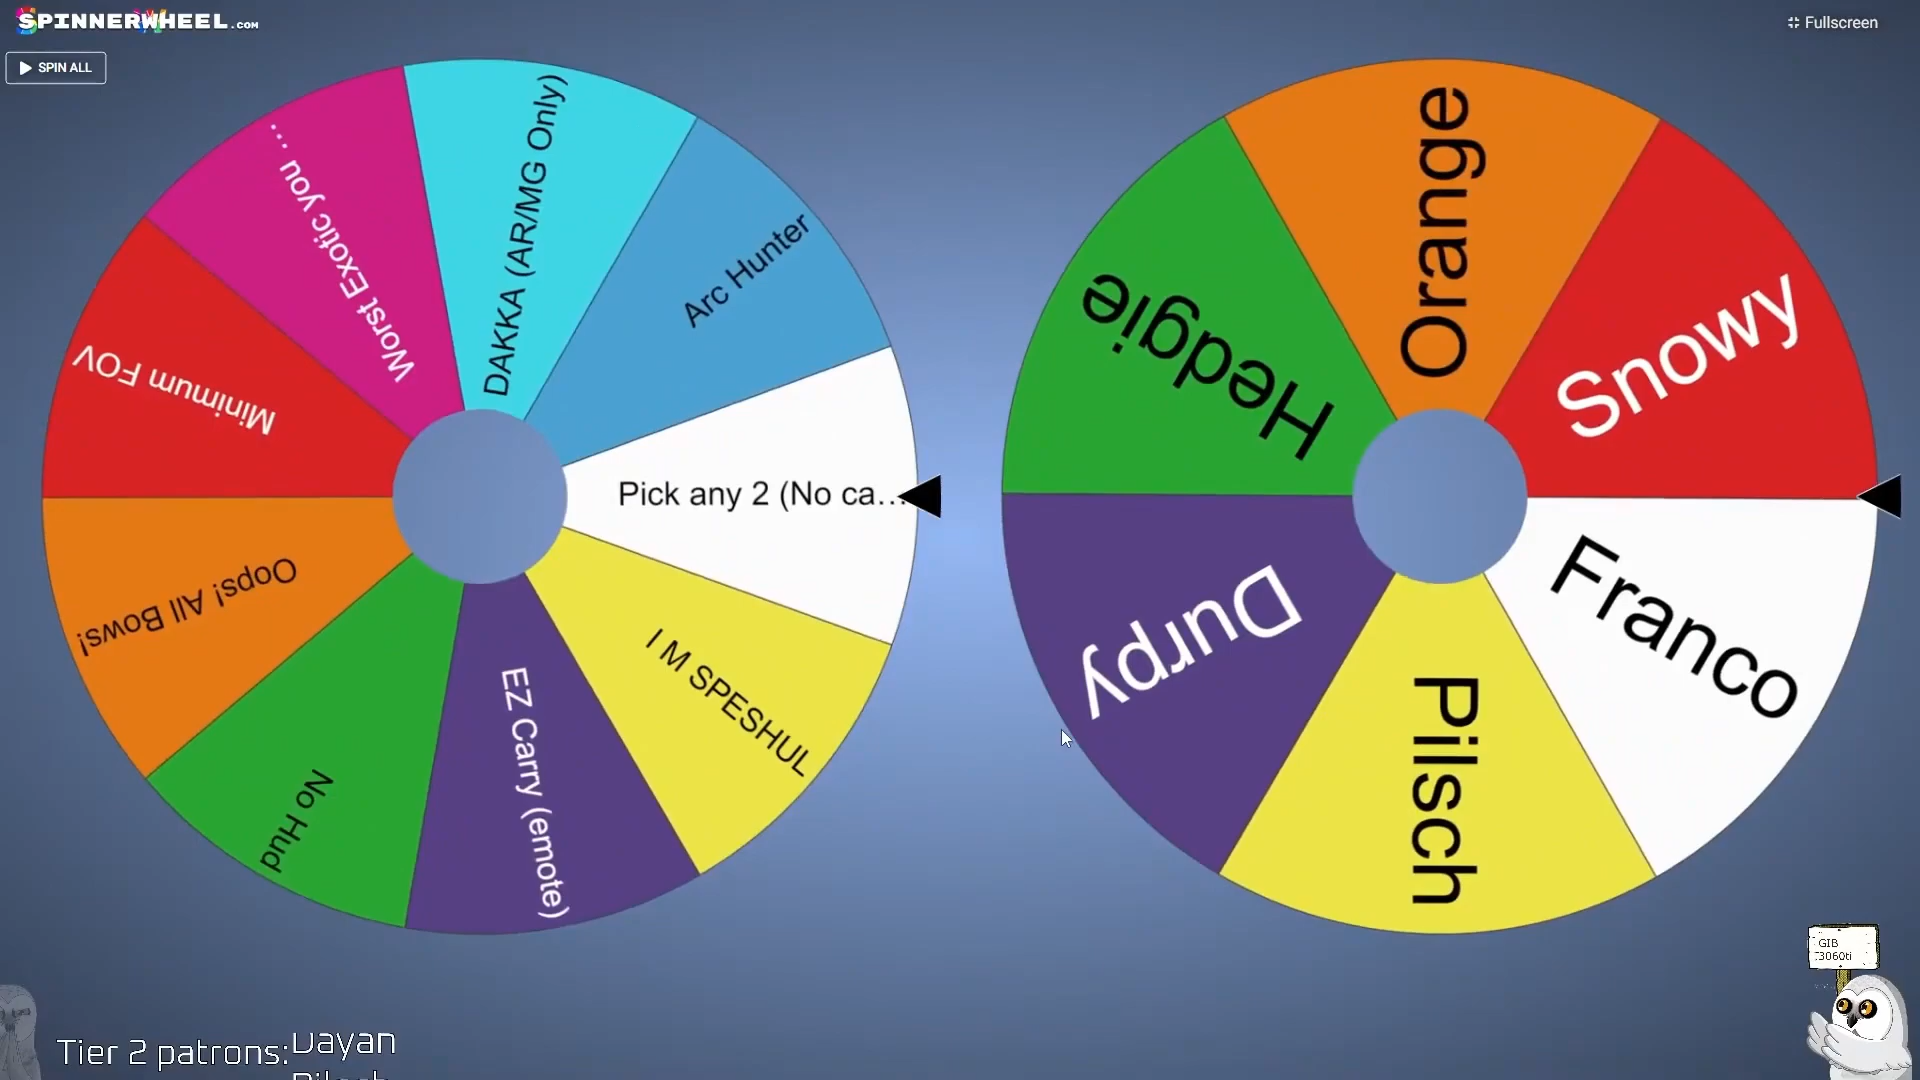 SPINNERWHEEL.COM
Fullscreen
SPIN ALL
DAKKA (AR/MG Only)
Arc Hunter
Pick any 2 (No ca...
I M SPESHUL
EZ Carry (emote)
No Hud
Oops! All Bows!
Minimum FOV
Worst Exotic you ...
Orange
Snowy
Franco
Pilsch
Durpy
Hedgie
GIB
3060ti
Tier 2 patrons: